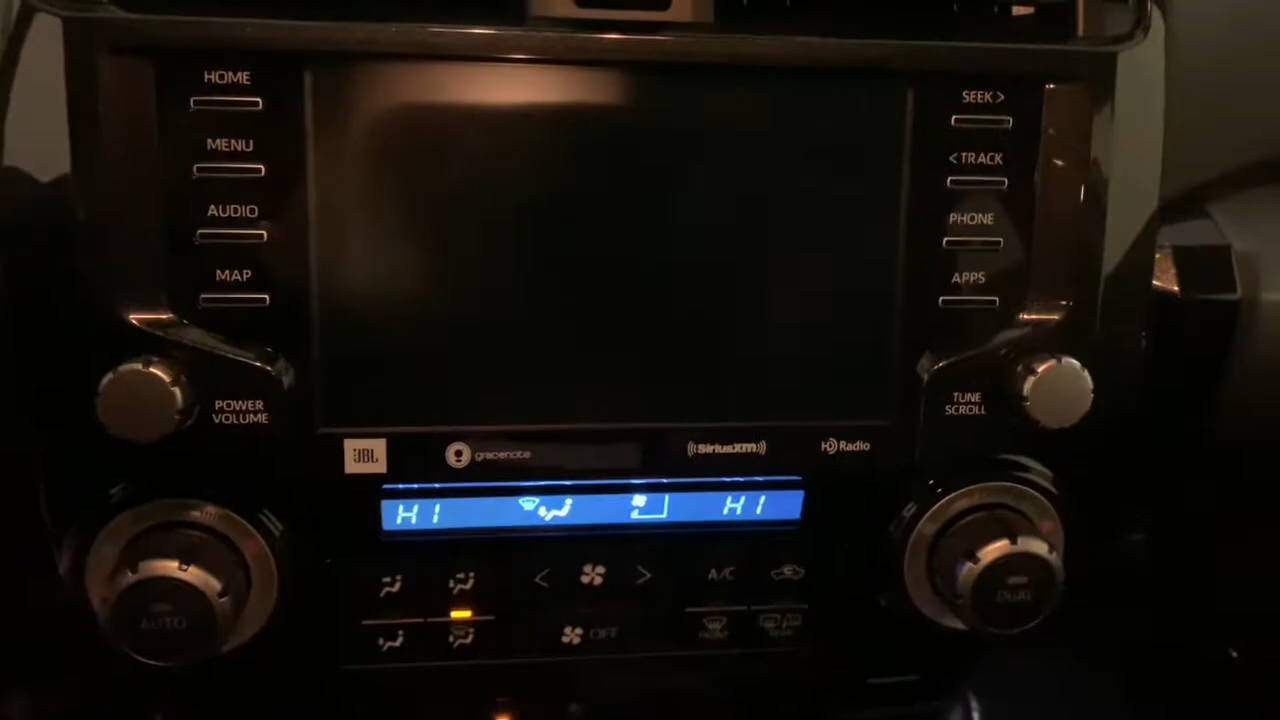 HOME
MENU
AUDIO
MAP
POWER
VOLUME
SEEK >
< TRACK
PHONE
APPS
TUNE
SCROLL
JBL
gracenote
SiriusXM
HD Radio
HI
HI
A/C
AUTO
OFF
FRONT
REAR
DUAL